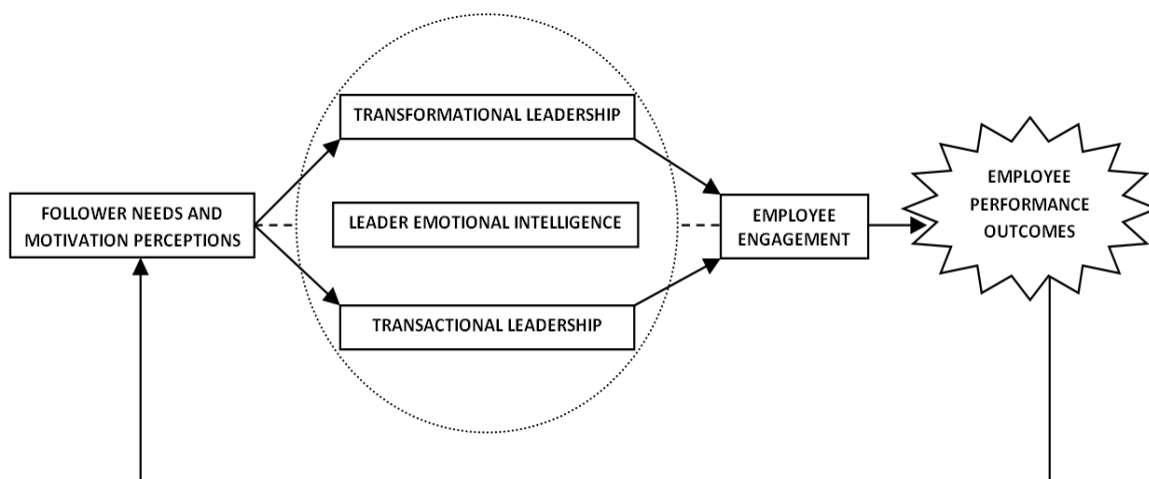 FOLLOWER NEEDS AND
MOTIVATION PERCEPTIONS
TRANSFORMATIONAL LEADERSHIP
LEADER EMOTIONAL INTELLIGENCE
TRANSACTIONAL LEADERSHIP
EMPLOYEE
ENGAGEMENT
EMPLOYEE
PERFORMANCE
OUTCOMES